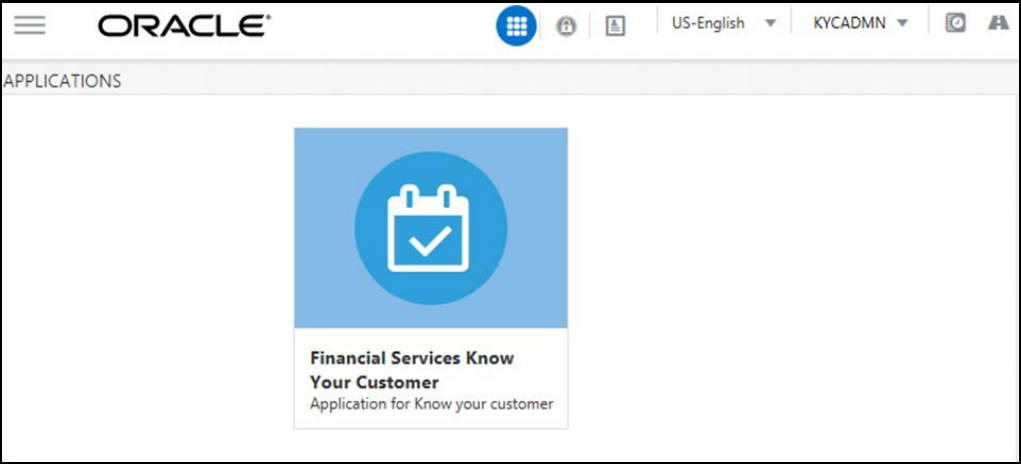 ORACLE
US-English
KYCADMN
APPLICATIONS
Financial Services Know
Your Customer
Application for Know your customer